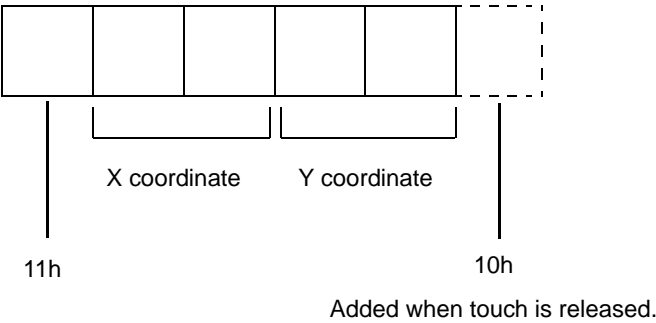 X coordinate
Y coordinate
11h
10h
Added when touch is released.